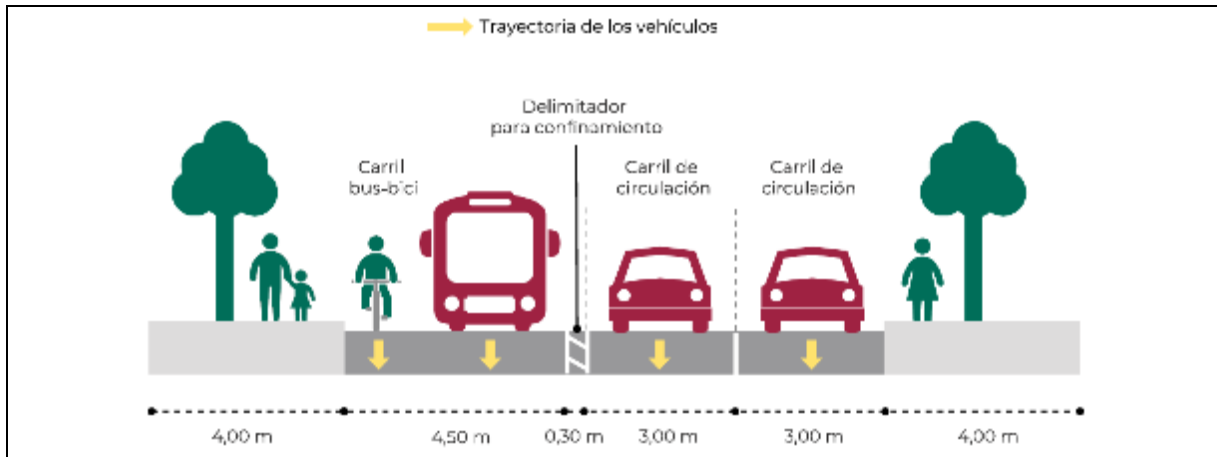 Trayectoria de los vehículos
Delimitador
para confinamiento
Carril
bus-bici
Carril de
circulación
Carril de
circulación
4,00 m
4,50 m
0,30 m
3,00 m
3,00 m
4,00 m